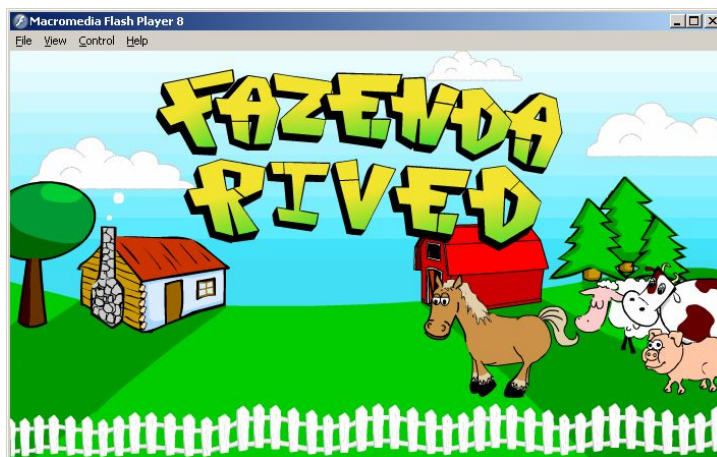 Macromedia Flash Player 8
File View Control Help
FAZENDA
RIVED